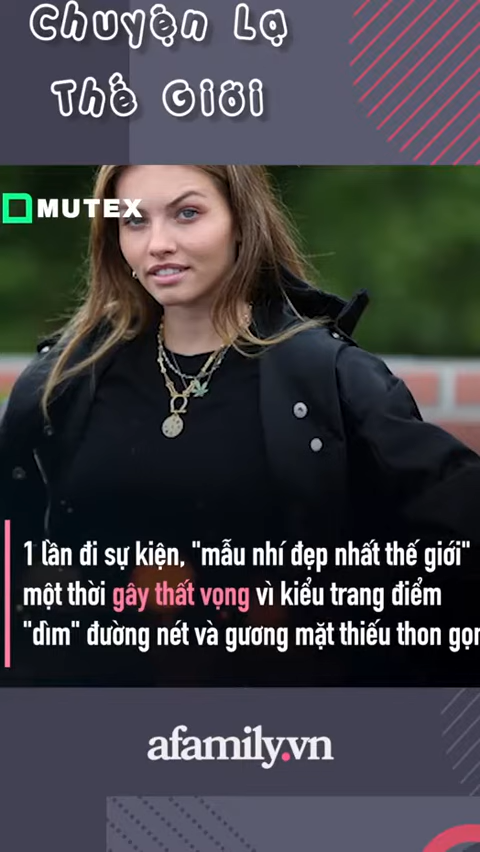 Chuyện Lạ
Thế Giới
MUTEX
1 lần đi sự kiện, "mẫu nhí đẹp nhất thế giới"
một thời gây thất vọng vì kiểu trang điểm
"dìm" đường nét và gương mặt thiếu thon gọn
afamily.vn